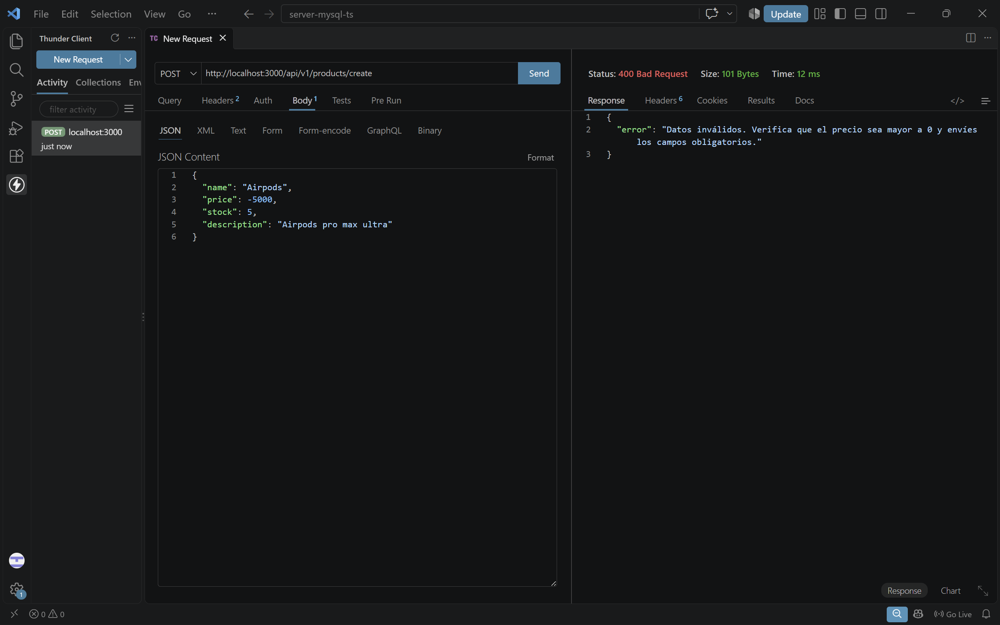 File Edit Selection View Go ··· server-mysql-ts Update
Thunder Client
New Request
Activity Collections Env
filter activity
POST localhost:3000
just now
TC New Request
POST http://localhost:3000/api/v1/products/create Send
Query Headers 2 Auth Body 1 Tests Pre Run
JSON XML Text Form Form-encode GraphQL Binary
JSON Content Format
1 {
2 "name": "Airpods",
3 "price": -5000,
4 "stock": 5,
5 "description": "Airpods pro max ultra"
6 }
Status: 400 Bad Request Size: 101 Bytes Time: 12 ms
Response Headers 6 Cookies Results Docs </>
1 {
2 "error": "Datos inválidos. Verifica que el precio sea mayor a 0 y envíes
los campos obligatorios."
3 }
Response Chart
1
0 0 Go Live